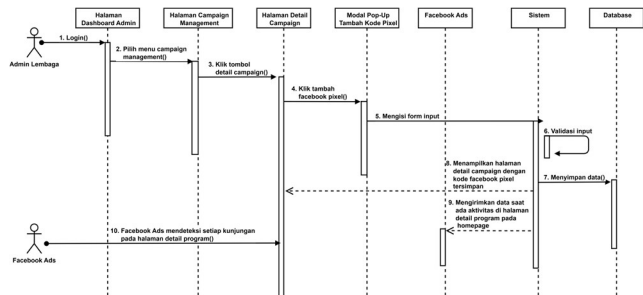 Halaman
Dashboard Admin
Halaman Campaign
Management
Halaman Detail
Campaign
Modal Pop-Up
Tambah Kode Pixel
Facebook Ads
Sistem
Database
1. Login()
Admin Lembaga
2. Pilih menu campaign
management()
3. Klik tombol
detail campaign()
4. Klik tambah
facebook pixel()
5. Mengisi form input
6. Validasi input
8. Menampilkan halaman
detail campaign dengan
kode facebook pixel
tersimpan
7. Menyimpan data()
9. Mengirimkan data saat
ada aktivitas di halaman
detail program pada
homepage
10. Facebook Ads mendeteksi setiap kunjungan
pada halaman detail program()
Facebook Ads